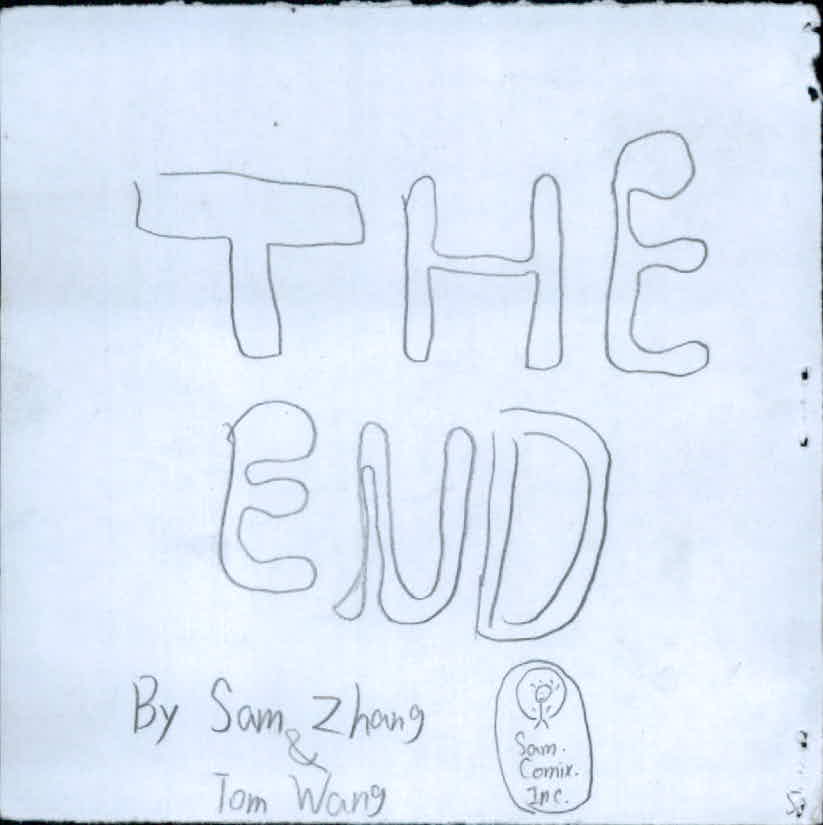 THE
END
By Sam Zhang
&
Tom Wang
Sam.
Comix.
Inc.